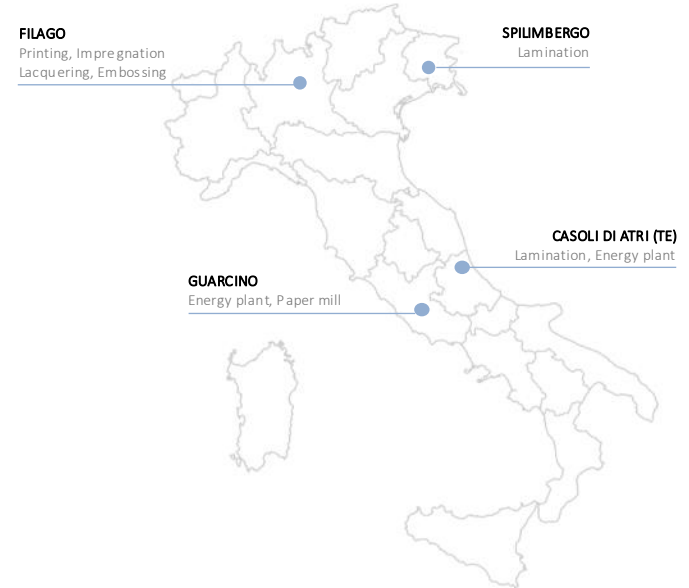 FILAGO
Printing, Impregnation
Lacquering, Embossing
SPILIMBERGO
Lamination
CASOLI DI ATRI (TE)
Lamination, Energy plant
GUARCINO
Energy plant, Paper mill